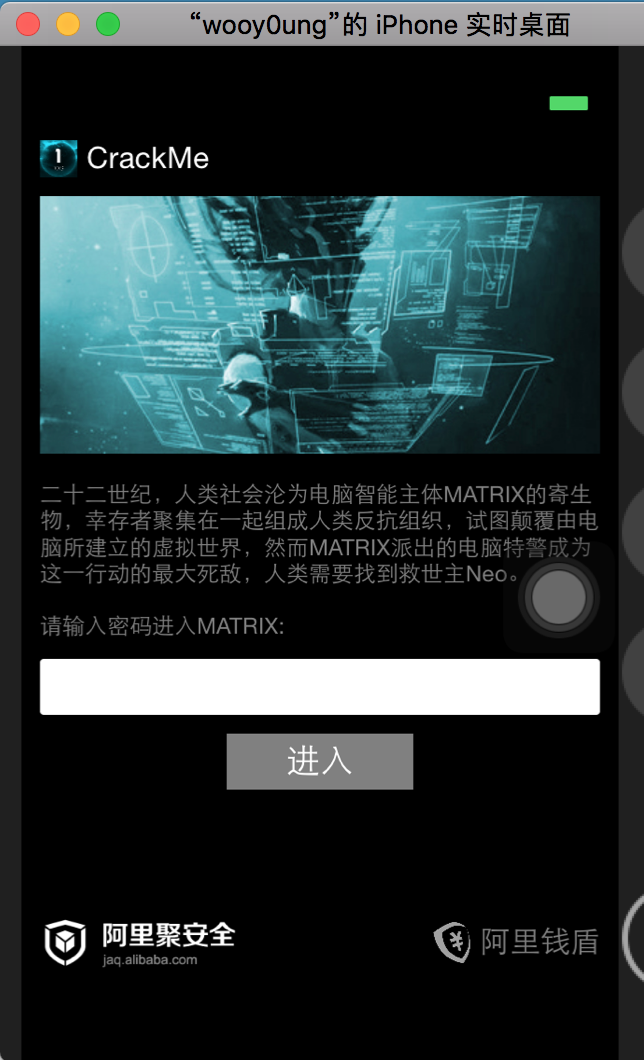 “wooy0ung”的 iPhone 实时桌面
CrackMe
二十二世纪，人类社会沦为电脑智能主体MATRIX的寄生
物，幸存者聚集在一起组成人类反抗组织，试图颠覆由电
脑所建立的虚拟世界，然而MATRIX派出的电脑特警成为
这一行动的最大死敌，人类需要找到救世主Neo。
请输入密码进入MATRIX:
进入
阿里聚安全
jaq.alibaba.com
阿里钱盾